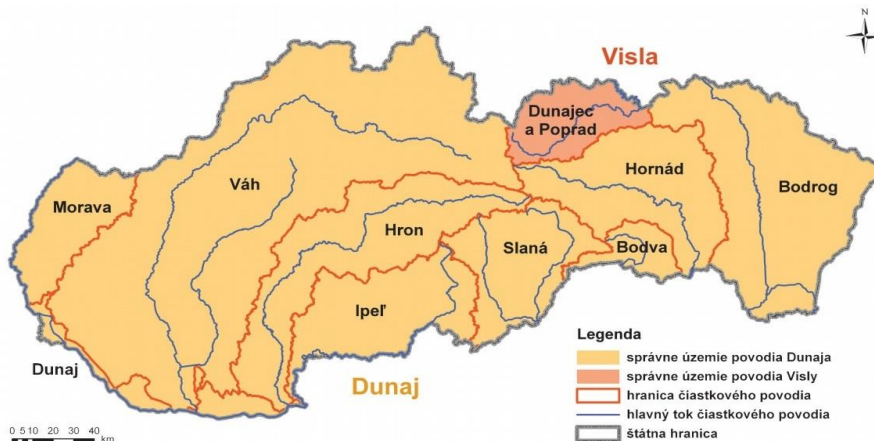 N
Visla
Dunajec
a Poprad
Hornád
Bodrog
Váh
Morava
Hron
Slaná
Bodva
Ipeľ
Dunaj
Dunaj
Legenda
správne územie povodia Dunaja
správne územie povodia Visly
hranica čiastkového povodia
hlavný tok čiastkového povodia
štátna hranica
0 5 10 20 30 40
km